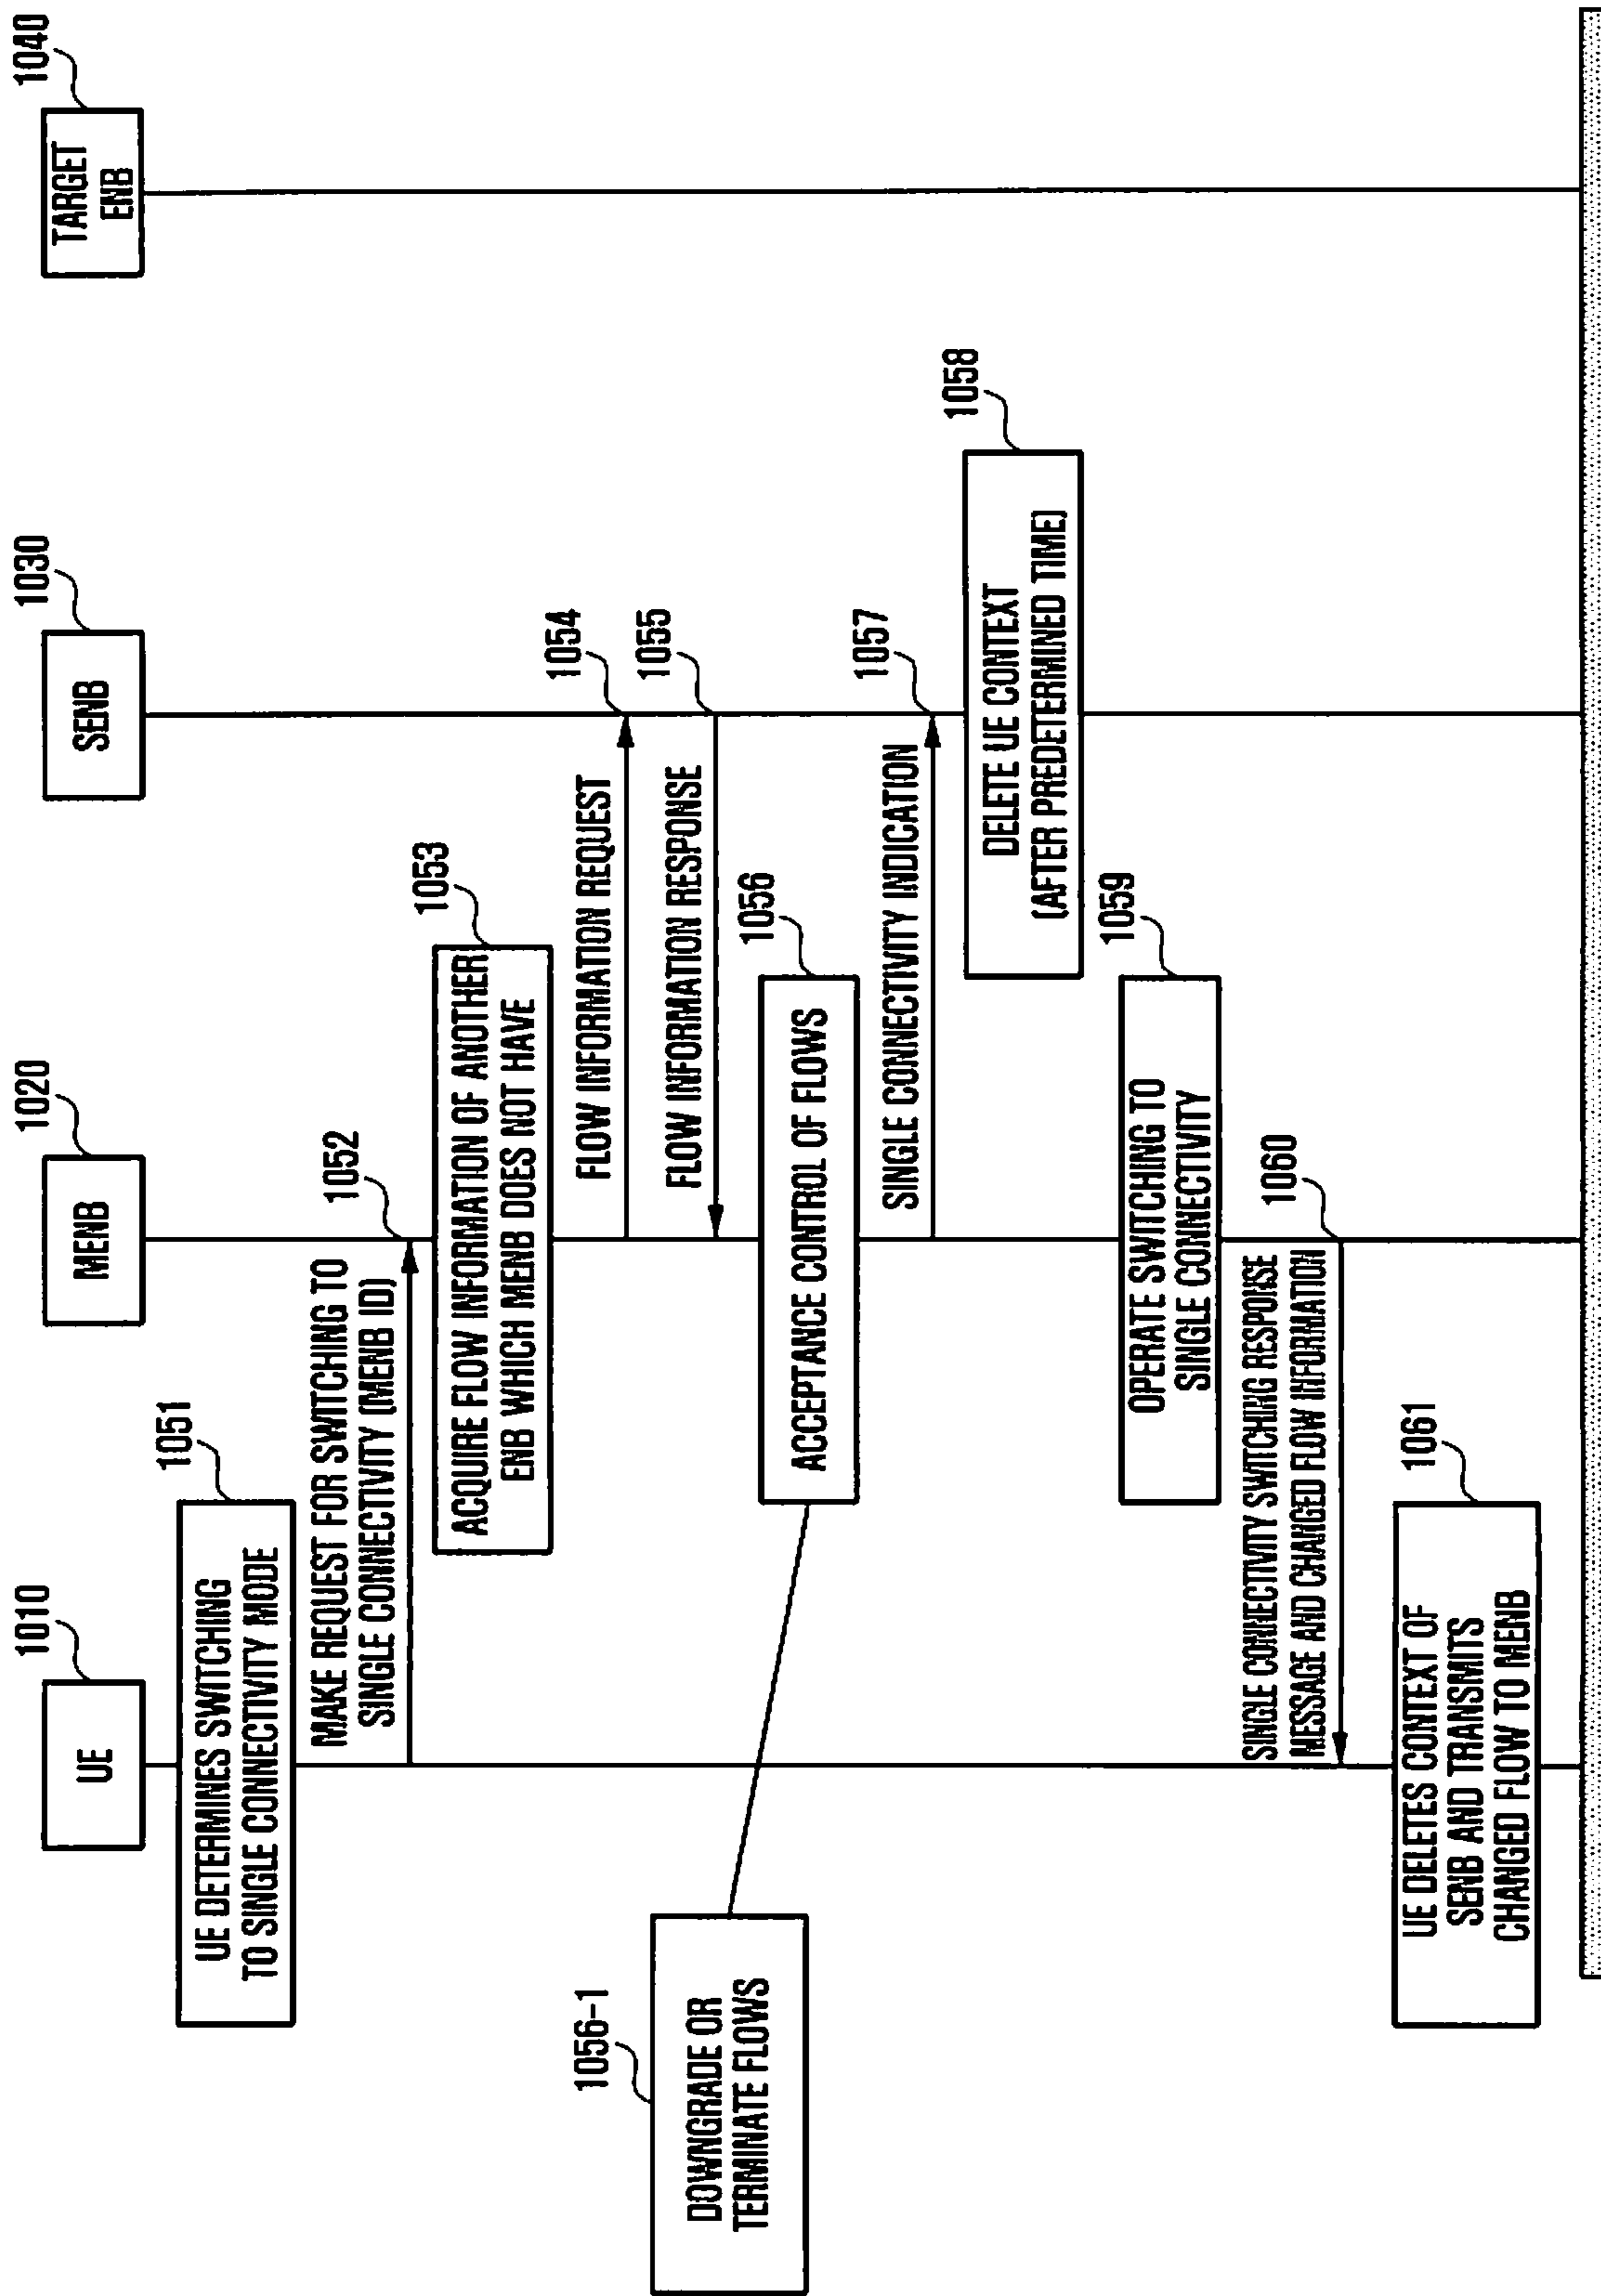 1010
UE
1020
MENB
1030
SENB
1040
TARGET
ENB
1051
UE DETERMINES SWITCHING
TO SINGLE CONNECTIVITY MODE
MAKE REQUEST FOR SWITCHING TO
SINGLE CONNECTIVITY (MENB ID)
1052
1053
ACQUIRE FLOW INFORMATION OF ANOTHER
ENB WHICH MENB DOES NOT HAVE
FLOW INFORMATION REQUEST
1054
FLOW INFORMATION RESPONSE
1055
1056-1
DOWNGRADE OR
TERMINATE FLOWS
1056
ACCEPTANCE CONTROL OF FLOWS
SINGLE CONNECTIVITY INDICATION
1057
1058
DELETE UE CONTEXT
(AFTER PREDETERMINED TIME)
1059
OPERATE SWITCHING TO
SINGLE CONNECTIVITY
SINGLE CONNECTIVITY SWITCHING RESPONSE
MESSAGE AND CHANGED FLOW INFORMATION
1060
1061
UE DELETES CONTEXT OF
SENB AND TRANSMITS
CHANGED FLOW TO MENB